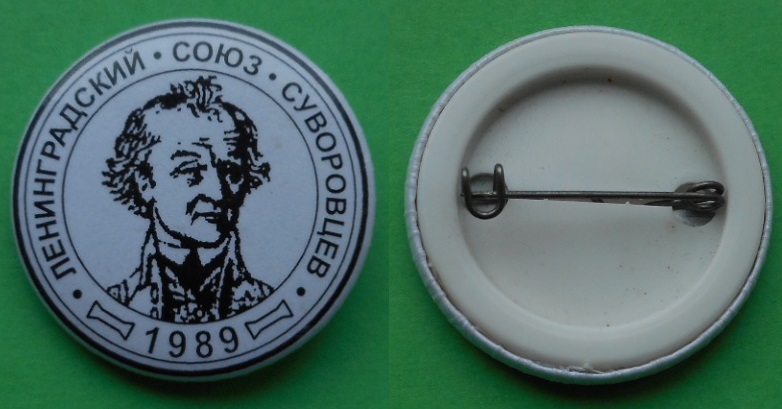 • ЛЕНИНГРАДСКИЙ • СОЮЗ • СУВОРОВЦЕВ •
1989